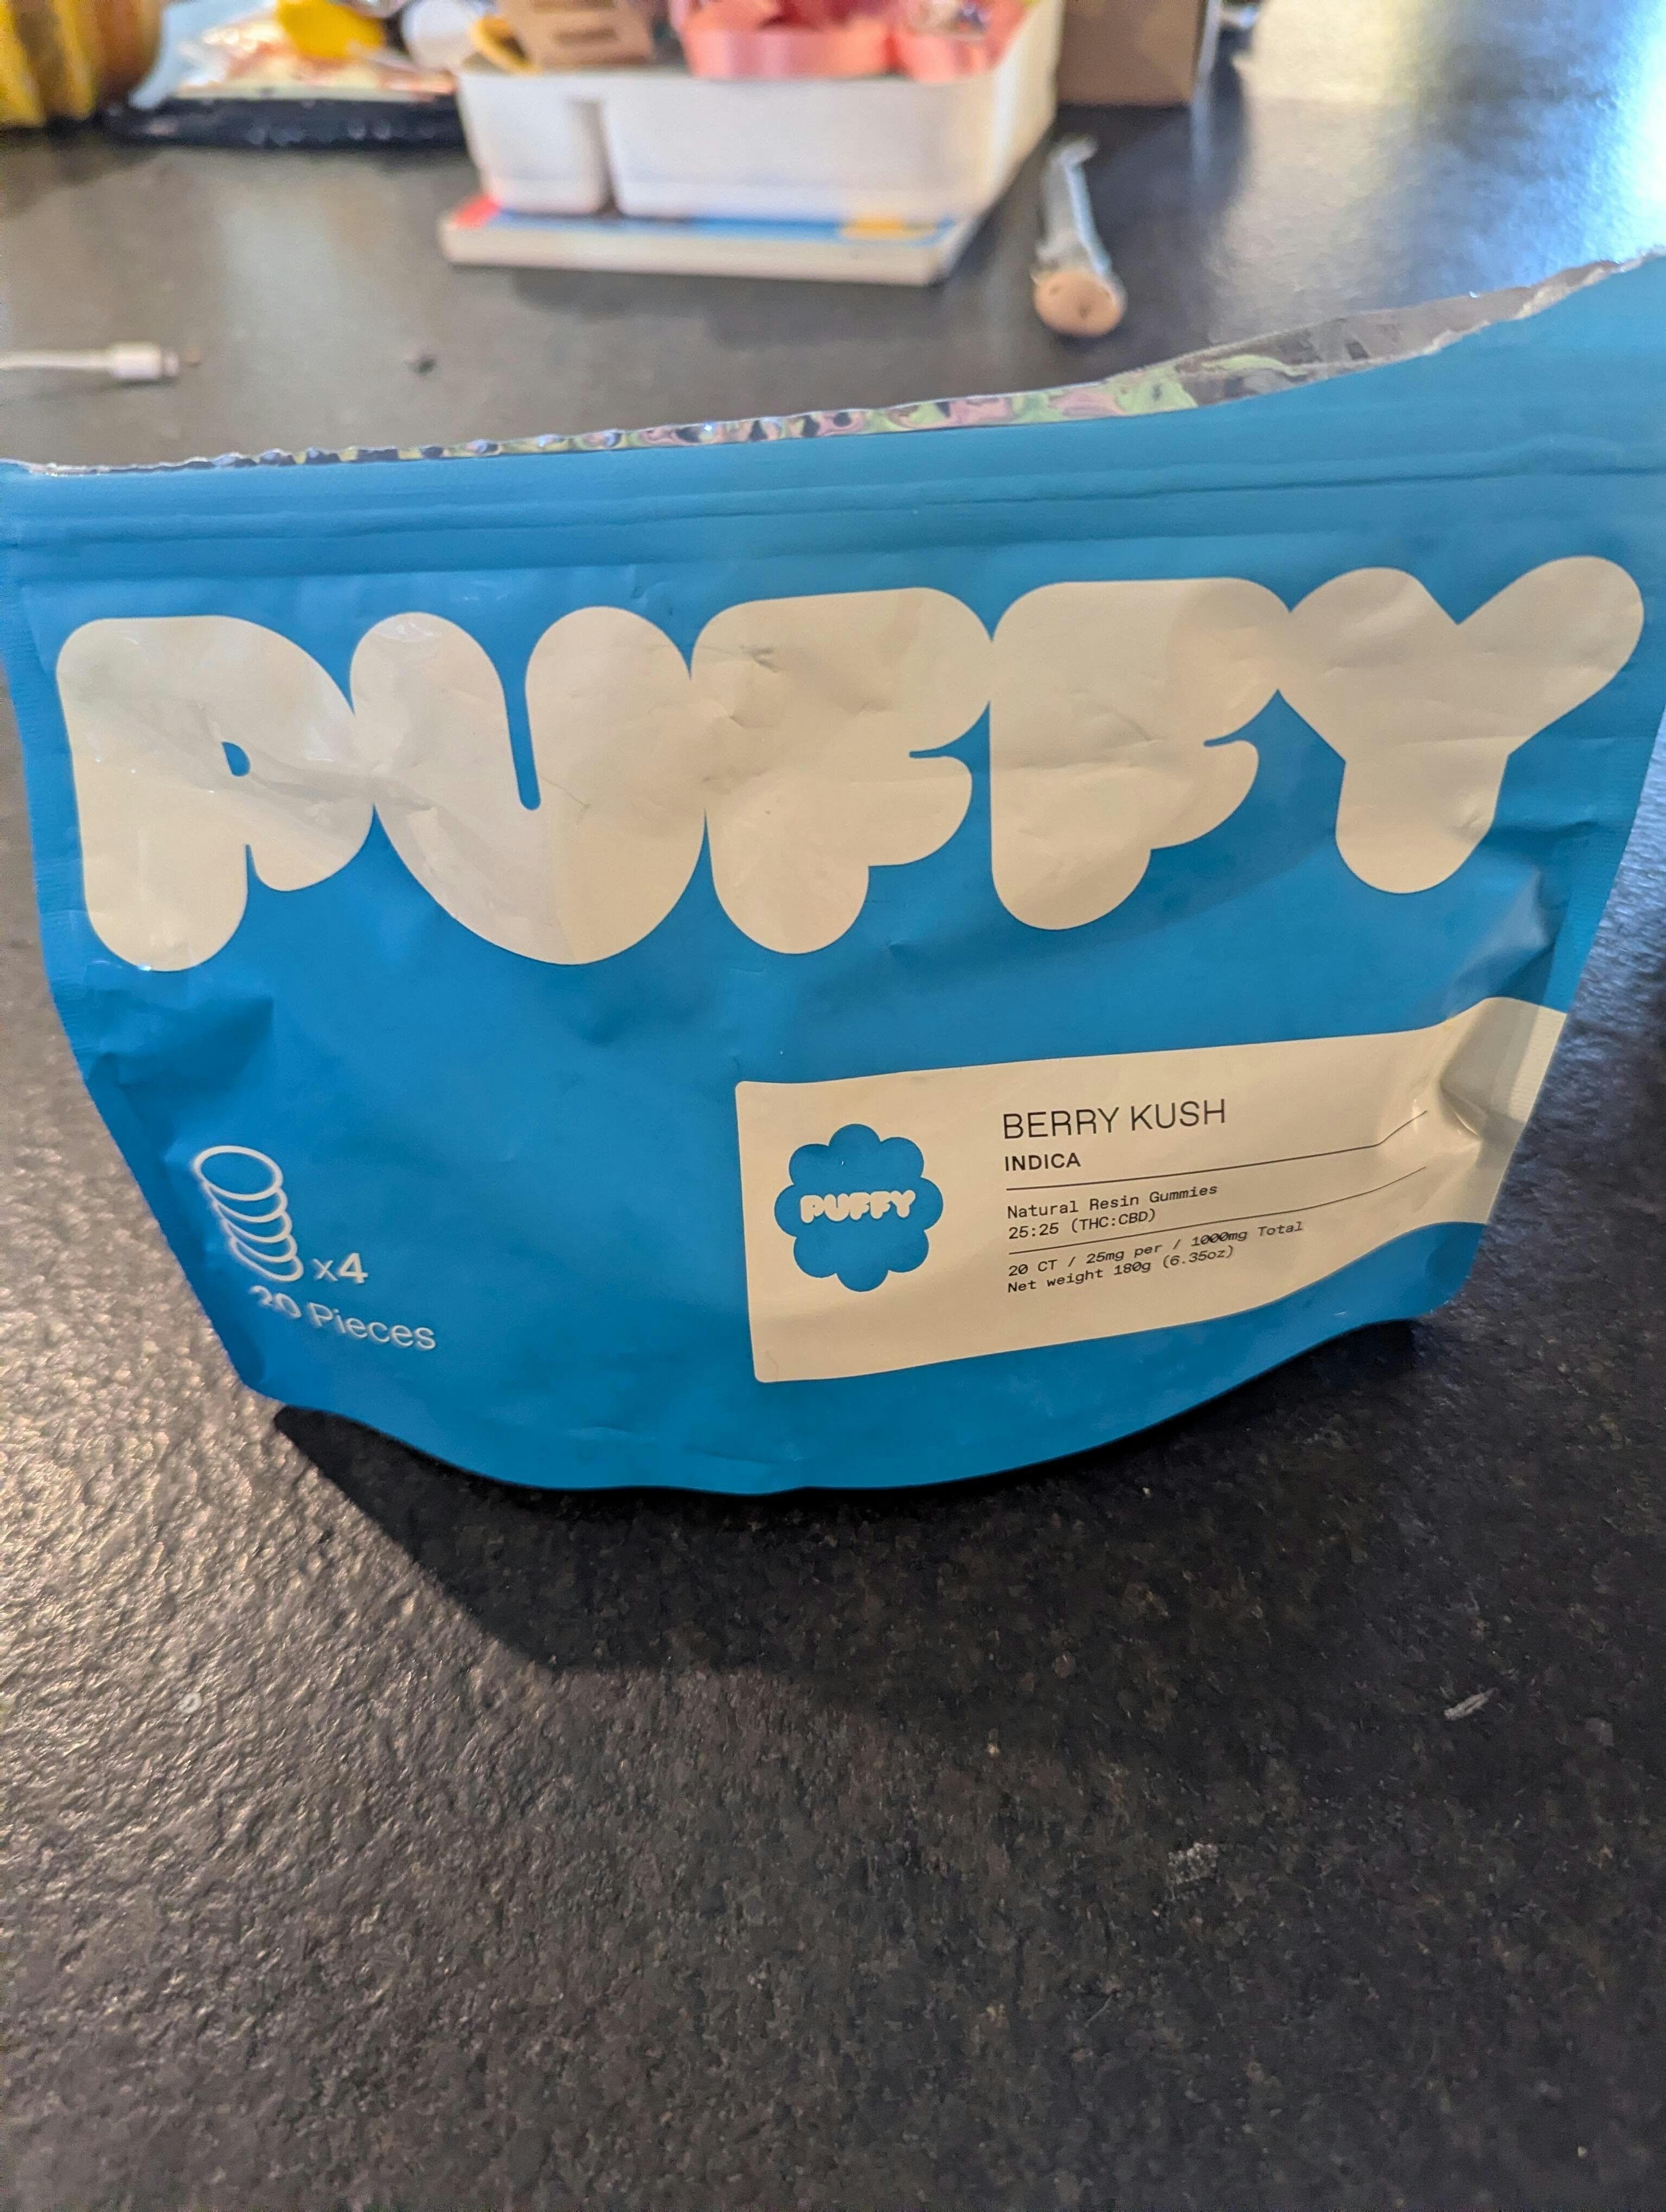 PUFFY
x4
20 Pieces
PUFFY
BERRY KUSH
INDICA
Natural Resin Gummies
25:25 (THC:CBD)
20 CT / 25mg per / 1000mg Total
Net weight 180g (6.35oz)